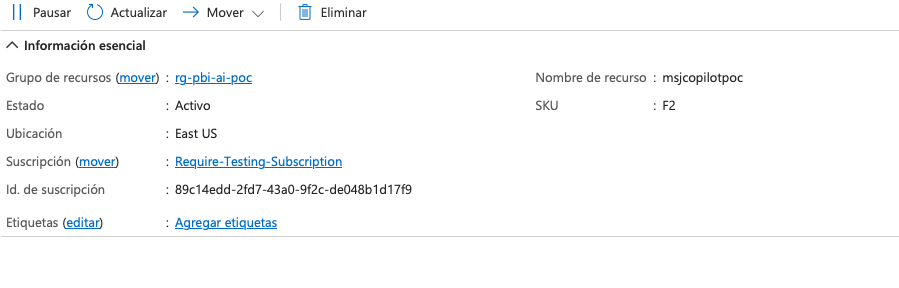 Pausar Actualizar Mover Eliminar
Información esencial
Grupo de recursos (mover) : rg-pbi-ai-poc Nombre de recurso : msjcopilotpoc
Estado : Activo SKU : F2
Ubicación : East US
Suscripción (mover) : Require-Testing-Subscription
Id. de suscripción : 89c14edd-2fd7-43a0-9f2c-de048b1d17f9
Etiquetas (editar) : Agregar etiquetas